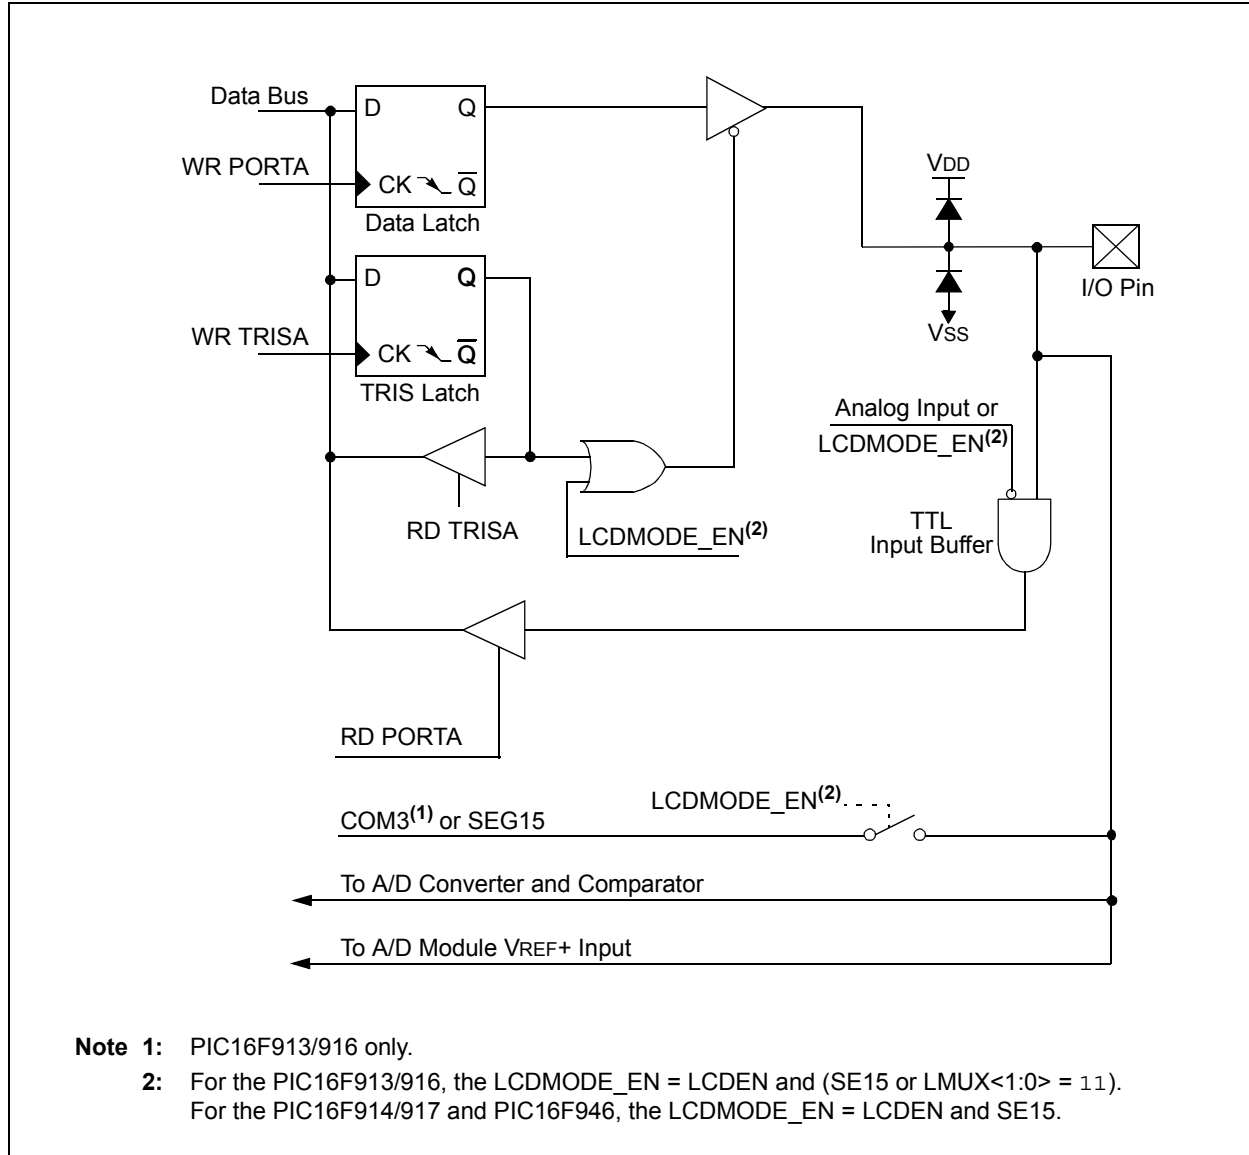 Data Bus
D Q
WR PORTA
CK Q
Data Latch
VDD
D Q
I/O Pin
WR TRISA
CK Q
VSS
TRIS Latch
Analog Input or
LCDMODE_EN(2)
RD TRISA
LCDMODE_EN(2)
TTL
Input Buffer
RD PORTA
LCDMODE_EN(2)
COM3(1) or SEG15
To A/D Converter and Comparator
To A/D Module VREF+ Input
Note 1: PIC16F913/916 only.
2: For the PIC16F913/916, the LCDMODE_EN = LCDEN and (SE15 or LMUX<1:0> = 11).
For the PIC16F914/917 and PIC16F946, the LCDMODE_EN = LCDEN and SE15.